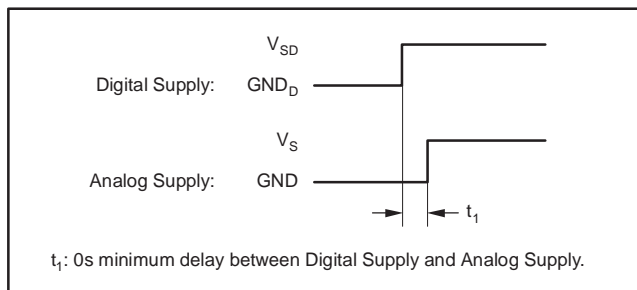 V_SD
Digital Supply: GND_D
V_S
Analog Supply: GND
t_1
t_1: 0s minimum delay between Digital Supply and Analog Supply.